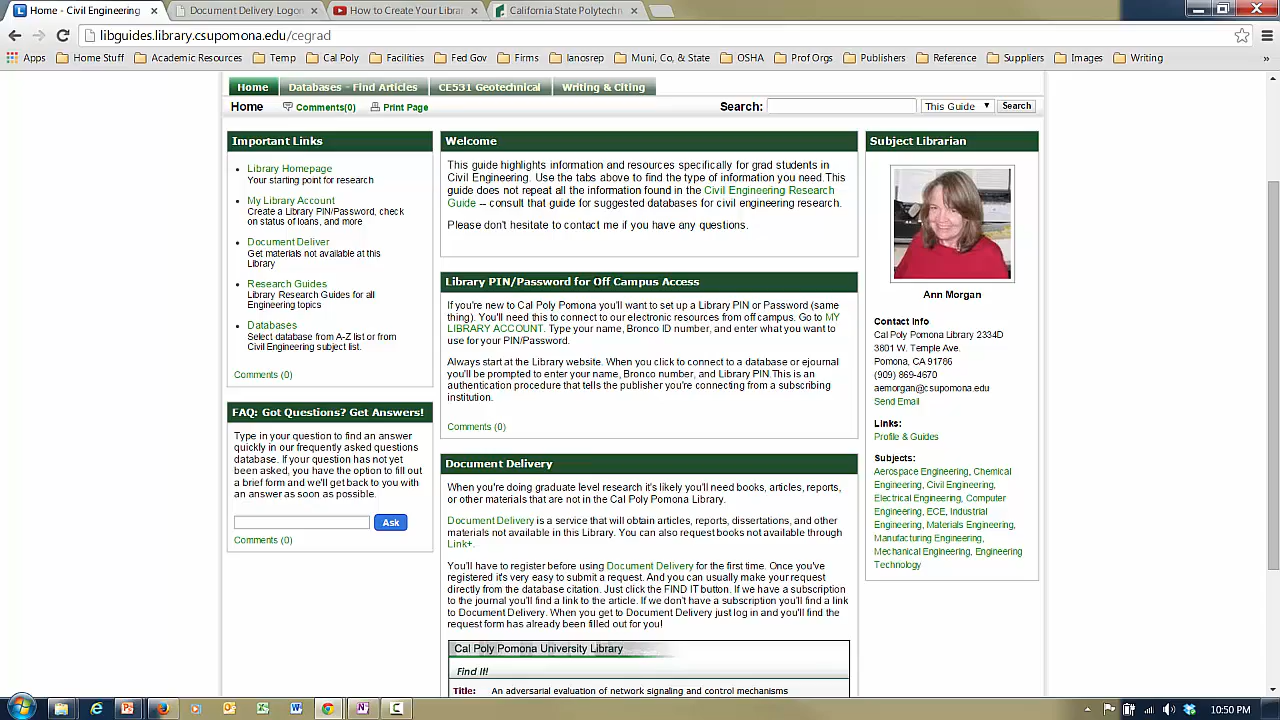 Home - Civil Engineering
Document Delivery Logon
How to Create Your Libra
California State Polytechn
libguides.library.csupomona.edu/cegrad
Apps Home Stuff Academic Resources Temp Cal Poly Facilities Fed Gov Firms Ianosrep Muni, Co, & State OSHA Prof Orgs Publishers Reference Suppliers Images Writing »
Home Databases - Find Articles CE531 Geotechnical Writing & Citing
Home Comments(0) Print Page Search: This Guide Search
Important Links
Library Homepage
Your starting point for research
My Library Account
Create a Library PIN/Password, check
on status of loans, and more
Document Deliver
Get materials not available at this
Library
Research Guides
Library Research Guides for all
Engineering topics
Databases
Select database from A-Z list or from
Civil Engineering subject list.
Comments (0)
FAQ: Got Questions? Get Answers!
Type in your question to find an answer
quickly in our frequently asked questions
database. If your question has not yet
been asked, you have the option to fill out
a brief form and we'll get back to you with
an answer as soon as possible.
Ask
Comments (0)
Welcome
This guide highlights information and resources specifically for grad students in
Civil Engineering. Use the tabs above to find the type of information you need.This
guide does not repeat all the information found in the Civil Engineering Research
Guide -- consult that guide for suggested databases for civil engineering research.
Please don't hesitate to contact me if you have any questions.
Library PIN/Password for Off Campus Access
If you're new to Cal Poly Pomona you'll want to set up a Library PIN or Password (same
thing). You'll need this to connect to our electronic resources from off campus. Go to MY
LIBRARY ACCOUNT. Type your name, Bronco ID number, and enter what you want to
use for your PIN/Password.
Always start at the Library website. When you click to connect to a database or ejournal
you'll be prompted to enter your name, Bronco number, and Library PIN.This is an
authentication procedure that tells the publisher you're connecting from a subscribing
institution.
Comments (0)
Document Delivery
When you're doing graduate level research it's likely you'll need books, articles, reports,
or other materials that are not in the Cal Poly Pomona Library.
Document Delivery is a service that will obtain articles, reports, dissertations, and other
materials not available in this Library. You can also request books not available through
Link+.
You'll have to register before using Document Delivery for the first time. Once you've
registered it's very easy to submit a request. And you can usually make your request
directly from the database citation. Just click the FIND IT button. If we have a subscription
to the journal you'll find a link to the article. If we don't have a subscription you'll find a link
to Document Delivery. When you get to Document Delivery just log in and you'll find the
request form has already been filled out for you!
Cal Poly Pomona University Library
Find It!
Title: An adversarial evaluation of network signaling and control mechanisms
Subject Librarian
Ann Morgan
Contact Info
Cal Poly Pomona Library 2334D
3801 W. Temple Ave.
Pomona, CA 91786
(909) 869-4670
aemorgan@csupomona.edu
Send Email
Links:
Profile & Guides
Subjects:
Aerospace Engineering, Chemical
Engineering, Civil Engineering,
Electrical Engineering, Computer
Engineering, ECE, Industrial
Engineering, Materials Engineering,
Manufacturing Engineering,
Mechanical Engineering, Engineering
Technology
10:50 PM